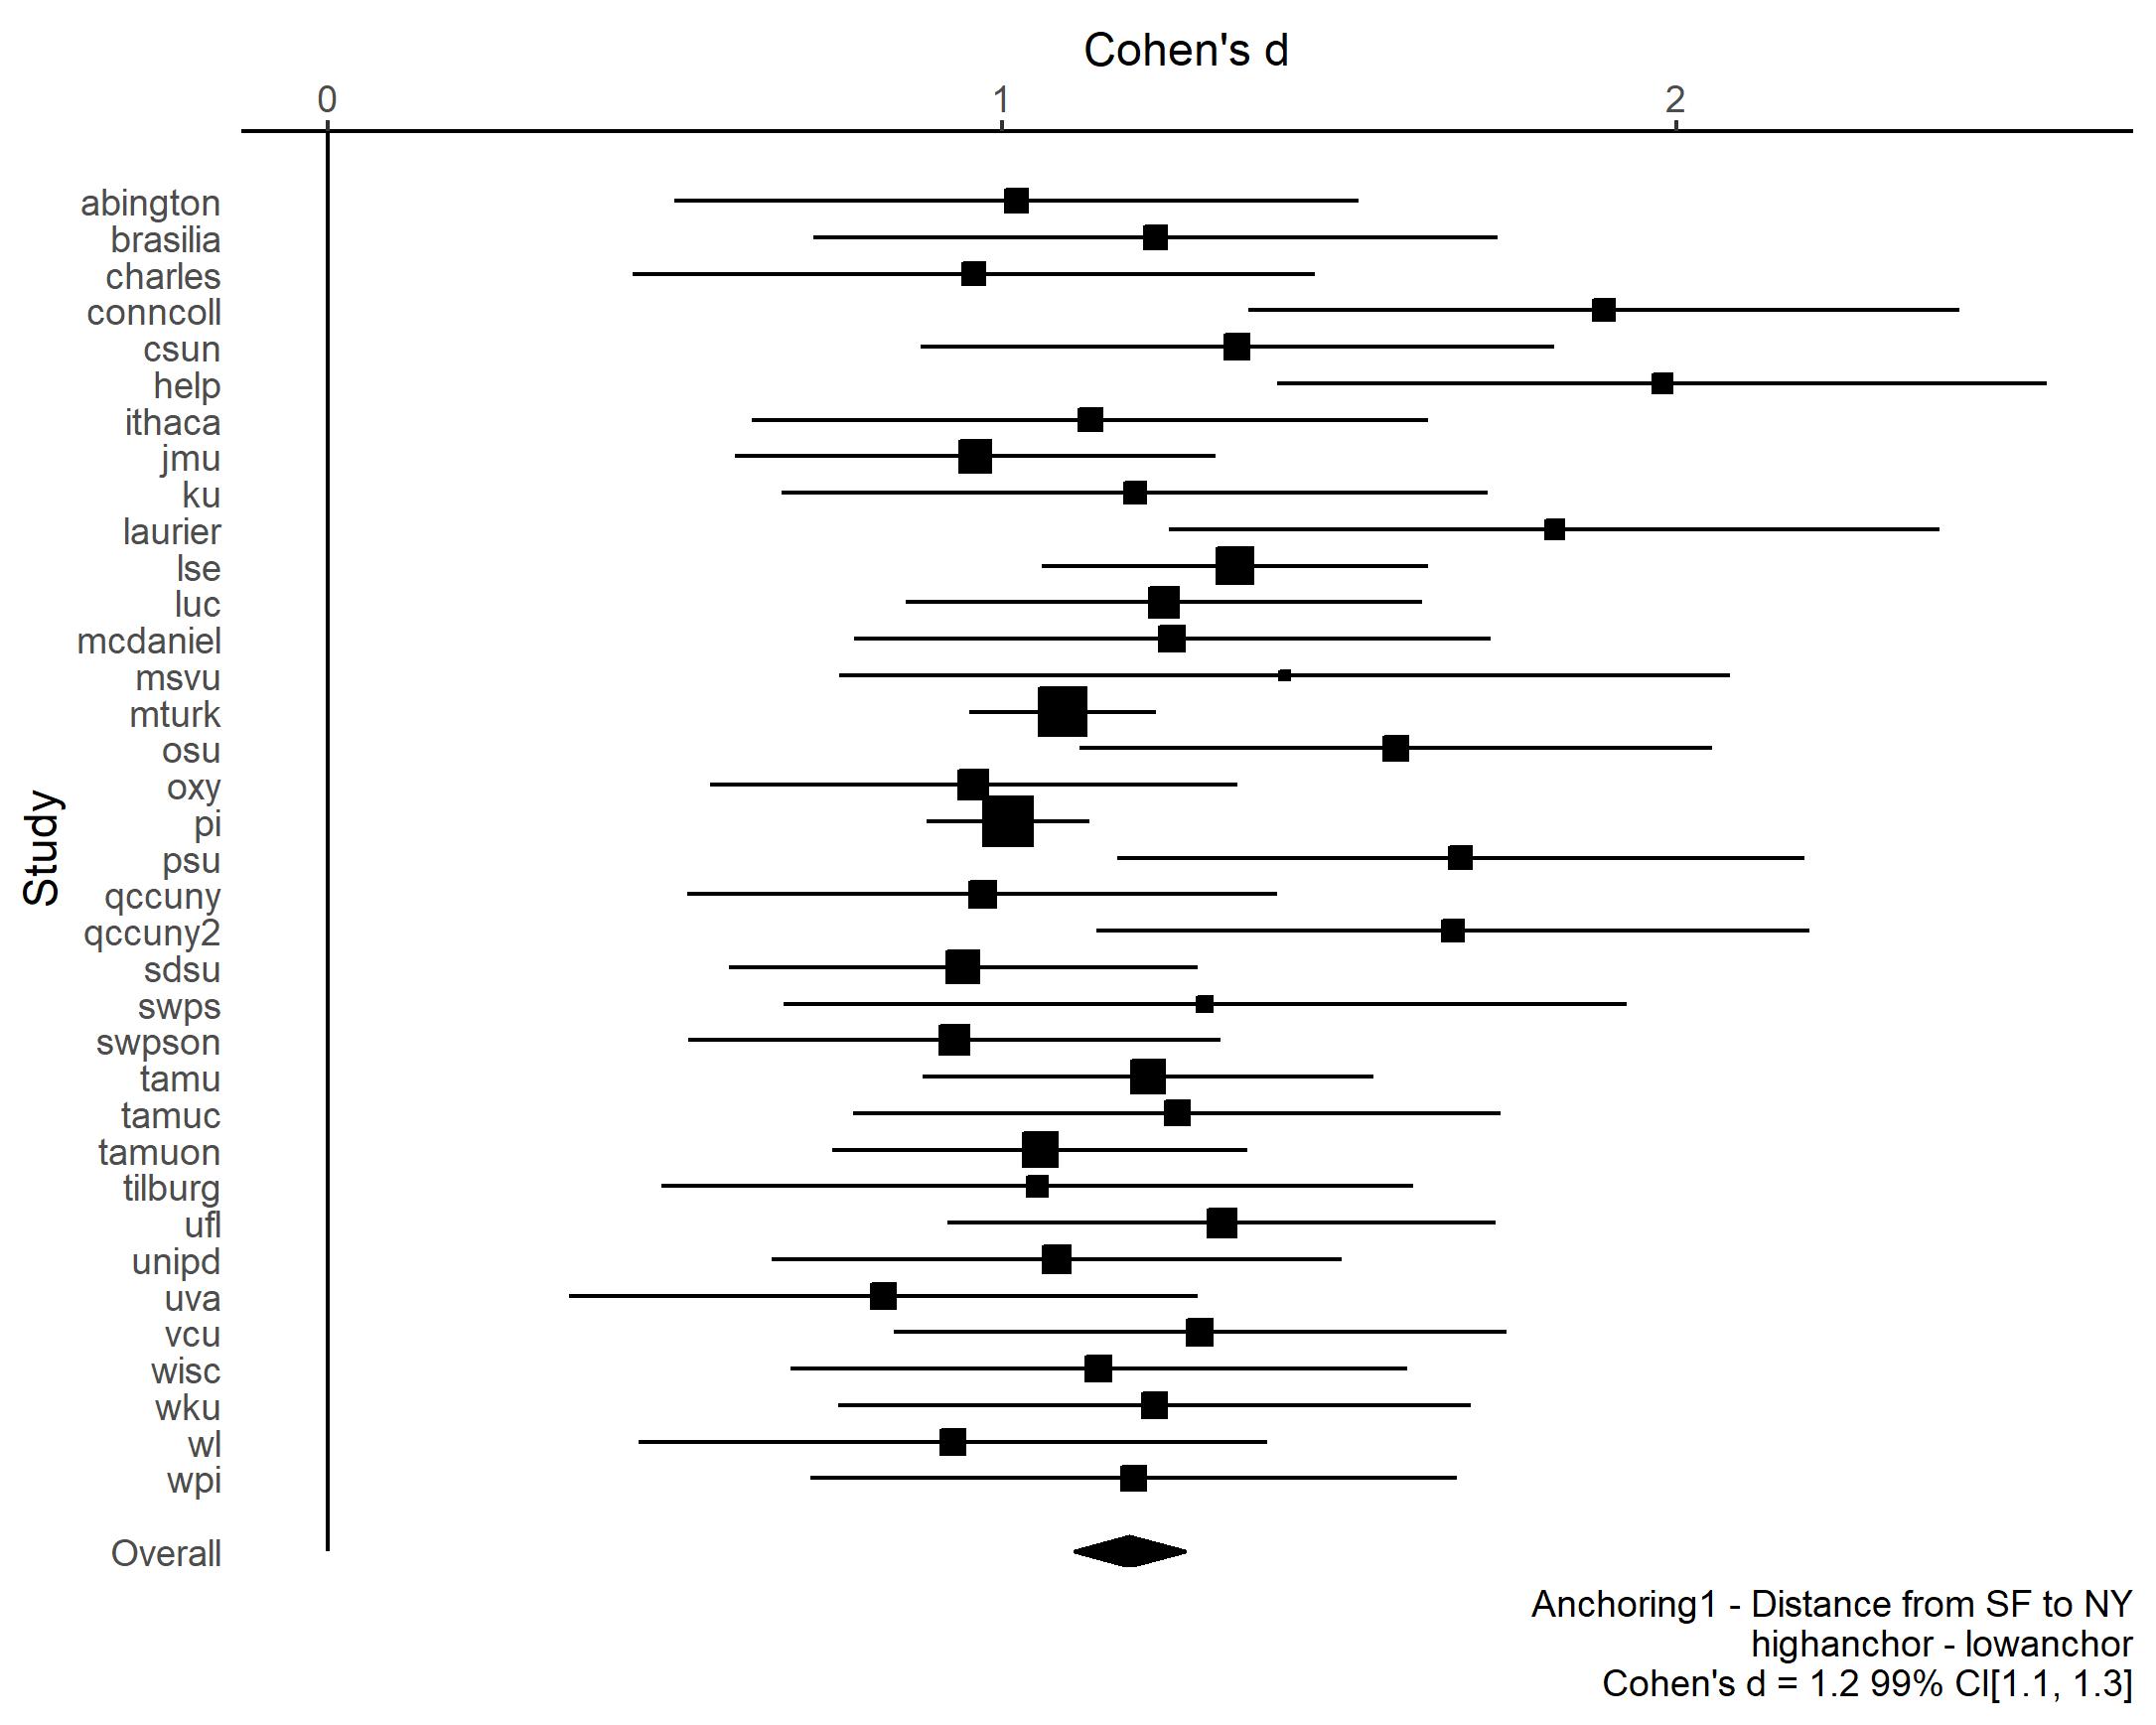 Cohen's d
0 1 2
abington
brasilia
charles
conncoll
csun
help
ithaca
jmu
ku
laurier
lse
luc
mcdaniel
msvu
mturk
osu
oxy
pi
psu
qccuny
qccuny2
sdsu
swps
swpson
tamu
tamuc
tamuon
tilburg
ufl
unipd
uva
vcu
wisc
wku
wl
wpi
Overall
Study
Anchoring1 - Distance from SF to NY
highanchor - lowanchor
Cohen's d = 1.2 99% CI[1.1, 1.3]